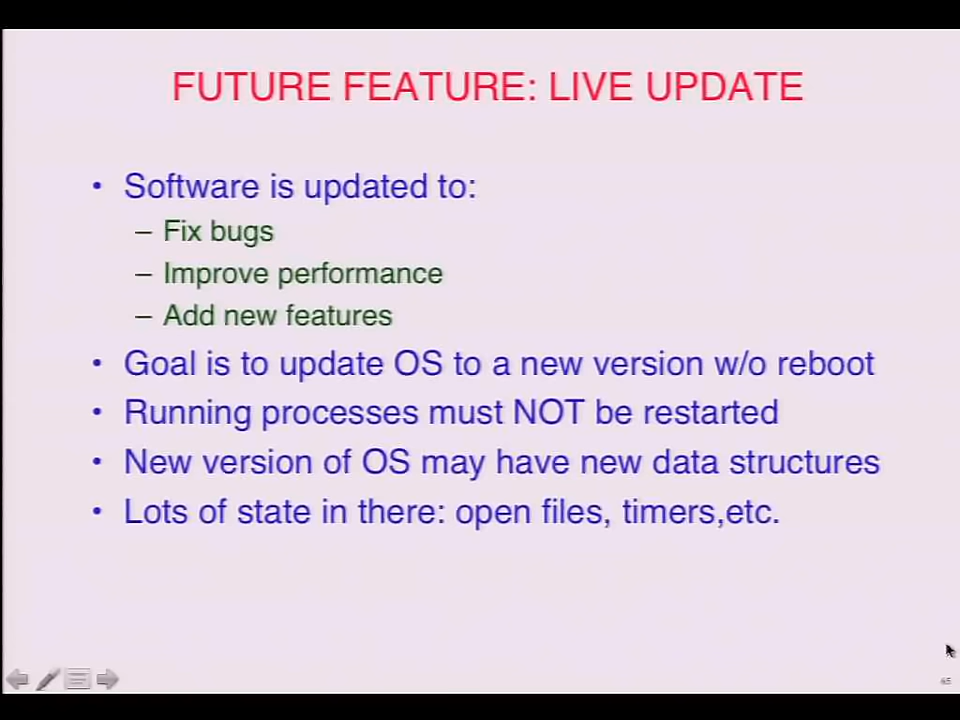 FUTURE FEATURE: LIVE UPDATE
• Software is updated to:
– Fix bugs
– Improve performance
– Add new features
• Goal is to update OS to a new version w/o reboot
• Running processes must NOT be restarted
• New version of OS may have new data structures
• Lots of state in there: open files, timers,etc.
65